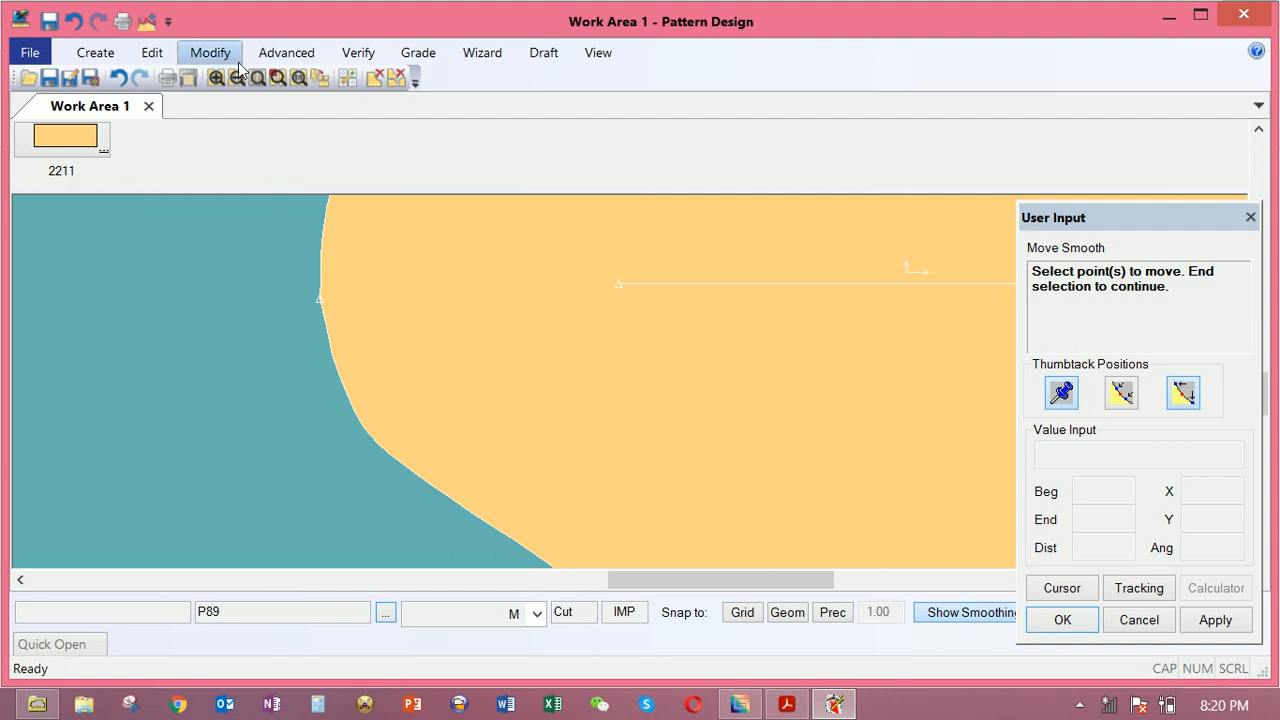 Work Area 1 - Pattern Design
File Create Edit Modify Advanced Verify Grade Wizard Draft View
Work Area 1
2211
User Input
Move Smooth
Select point(s) to move. End
selection to continue.
Thumbtack Positions
Value Input
Beg X
End Y
Dist Ang
Cursor Tracking Calculator
OK Cancel Apply
P89 ... M Cut IMP Snap to: Grid Geom Prec 1.00 Show Smoothing
Quick Open
Ready CAP NUM SCRL
8:20 PM